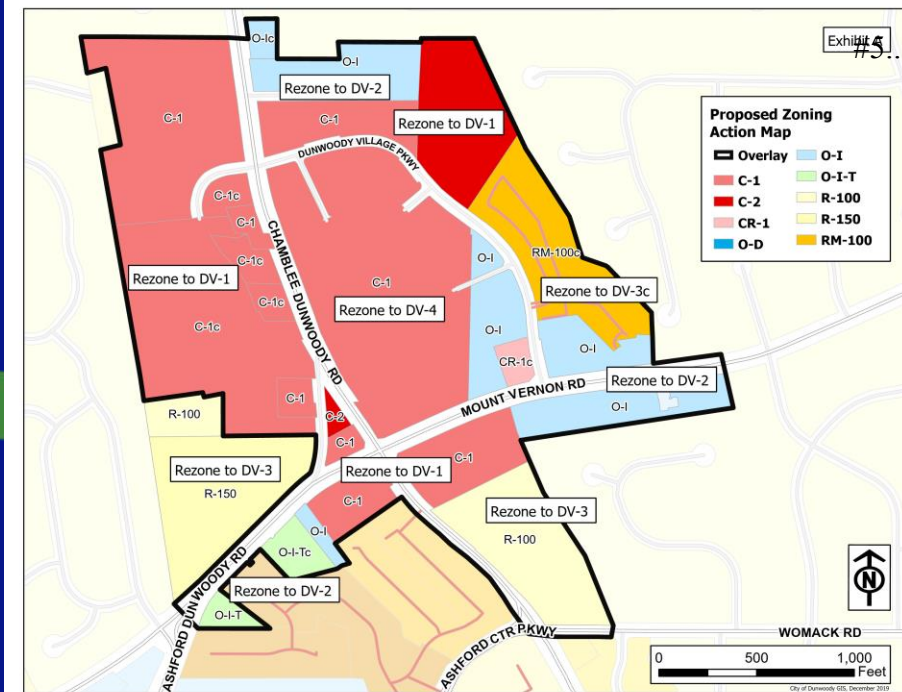 Exhibit A
#5..
O-Ic
O-I
Rezone to DV-2
C-1
C-1
Rezone to DV-1
DUNWOODY VILLAGE PKWY
Proposed Zoning
Action Map
Overlay
C-1
C-2
CR-1
O-D
O-I
O-I-T
R-100
R-150
RM-100
C-1c
C-1
C-1c
C-1c
Rezone to DV-1
C-1c
CHAMBLEE DUNWOODY RD
C-1
Rezone to DV-4
O-I
RM-100c
Rezone to DV-3c
O-I
O-I
CR-1c
Rezone to DV-2
O-I
MOUNT VERNON RD
C-1
C-2
C-1
R-100
Rezone to DV-3
R-150
Rezone to DV-1
C-1
C-1
Rezone to DV-3
R-100
O-I
O-I-Tc
Rezone to DV-2
O-I-T
ASHFORD DUNWOODY RD
ASHFORD CTR PKWY
WOMACK RD
N
0 500 1,000
Feet
City of Dunwoody GIS, December 2019